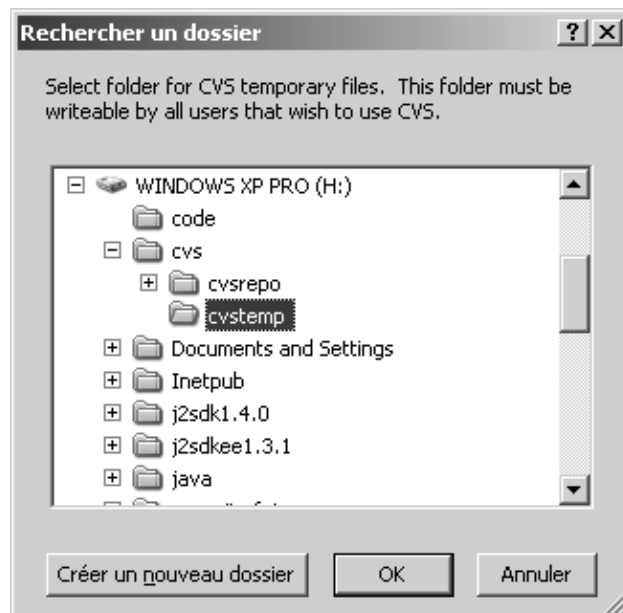 Rechercher un dossier
Select folder for CVS temporary files. This folder must be
writeable by all users that wish to use CVS.
WINDOWS XP PRO (H:)
code
cvs
cvsrepo
cvstemp
Documents and Settings
Inetpub
j2sdk1.4.0
j2sdkee1.3.1
java
Créer un nouveau dossier OK Annuler